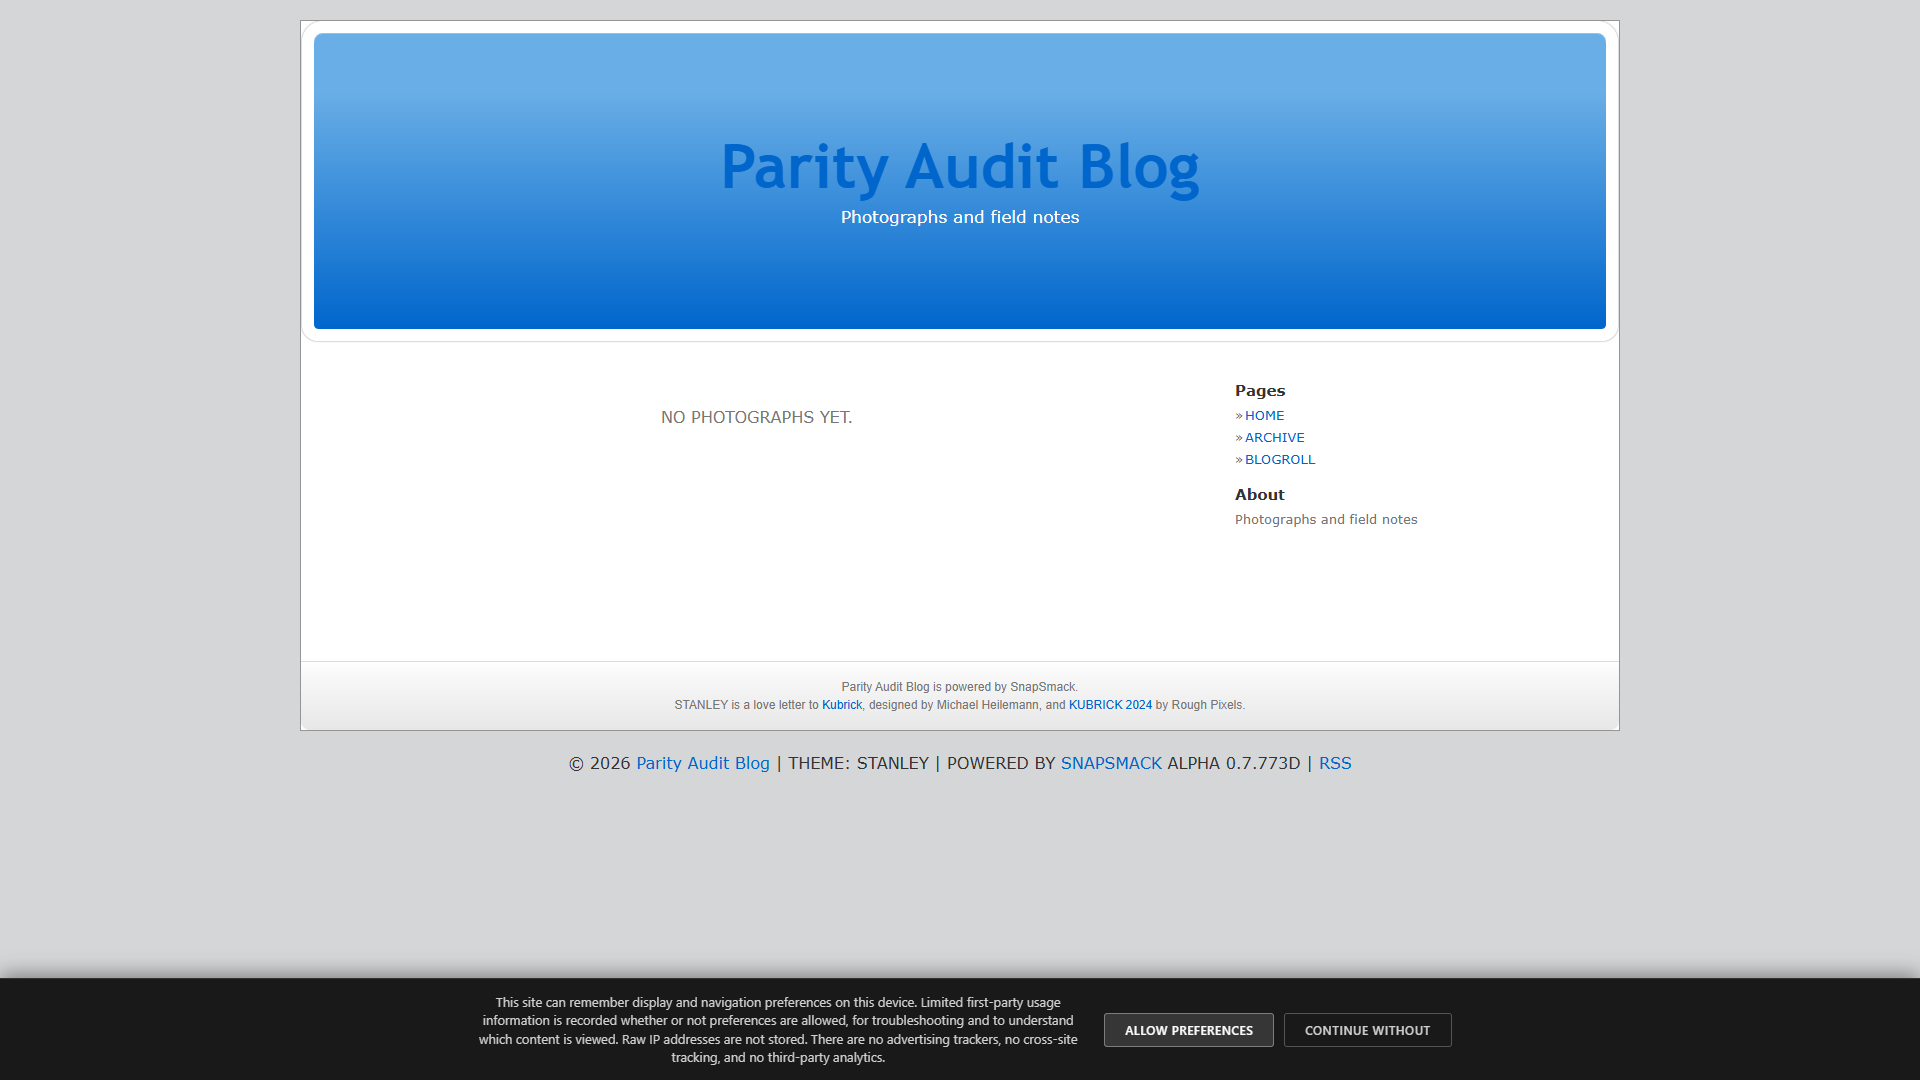 Parity Audit Blog
Photographs and field notes
NO PHOTOGRAPHS YET.
Pages
» HOME
» ARCHIVE
» BLOGROLL
About
Photographs and field notes
Parity Audit Blog is powered by SnapSmack.
STANLEY is a love letter to Kubrick, designed by Michael Heilemann, and KUBRICK 2024 by Rough Pixels.
© 2026 Parity Audit Blog | THEME: STANLEY | POWERED BY SNAPSMACK ALPHA 0.7.773D | RSS
This site can remember display and navigation preferences on this device. Limited first-party usage
information is recorded whether or not preferences are allowed, for troubleshooting and to understand
which content is viewed. Raw IP addresses are not stored. There are no advertising trackers, no cross-site
tracking, and no third-party analytics.
ALLOW PREFERENCES
CONTINUE WITHOUT